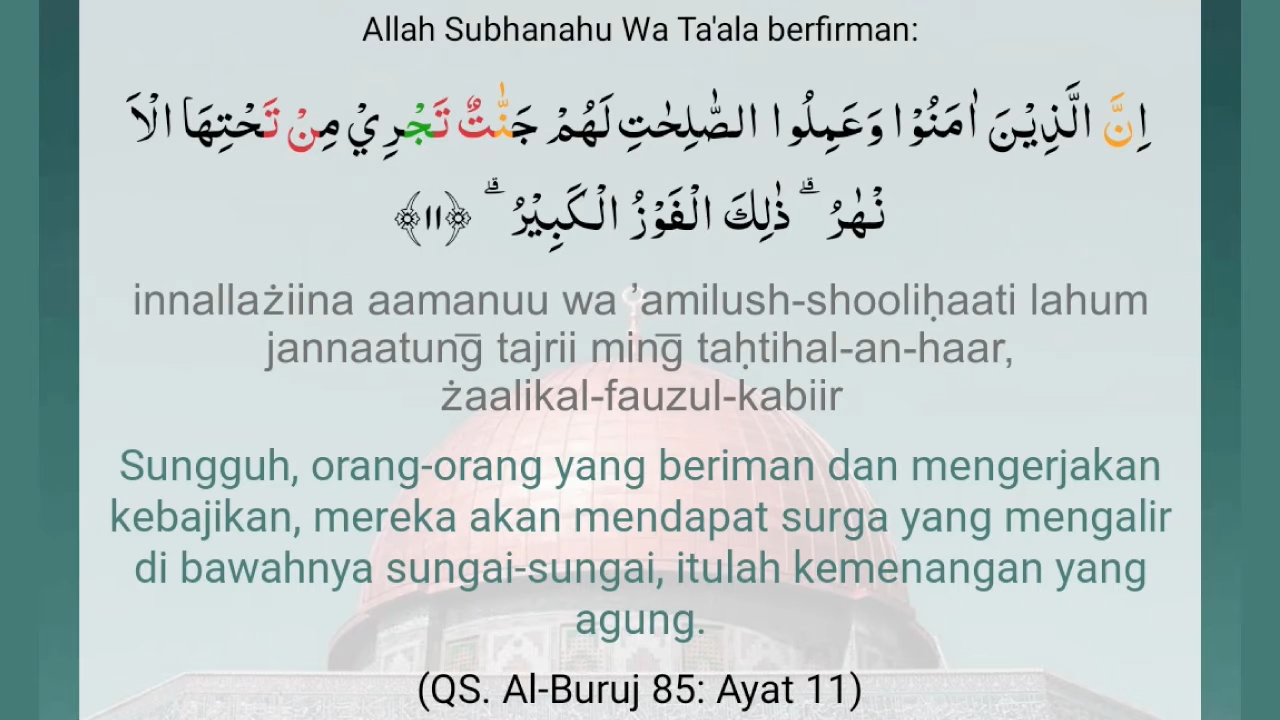 Allah Subhanahu Wa Ta'ala berfirman:
اِنَّ الَّذِيْنَ اٰمَنُوْا وَعَمِلُوا الصّٰلِحٰتِ لَهُمْ جَنّٰتٌ تَجْرِيْ مِنْ تَحْتِهَا الْاَ
نْهٰرُ ۗ ذٰلِكَ الْفَوْزُ الْكَبِيْرُ ۗ ﴿١١﴾
innallażiina aamanuu wa ’amilush-shooliḥaati lahum
jannaatung̅ tajrii ming̅ taḥtihal-an-haar,
żaalikal-fauzul-kabiir
Sungguh, orang-orang yang beriman dan mengerjakan
kebajikan, mereka akan mendapat surga yang mengalir
di bawahnya sungai-sungai, itulah kemenangan yang
agung.
(QS. Al-Buruj 85: Ayat 11)